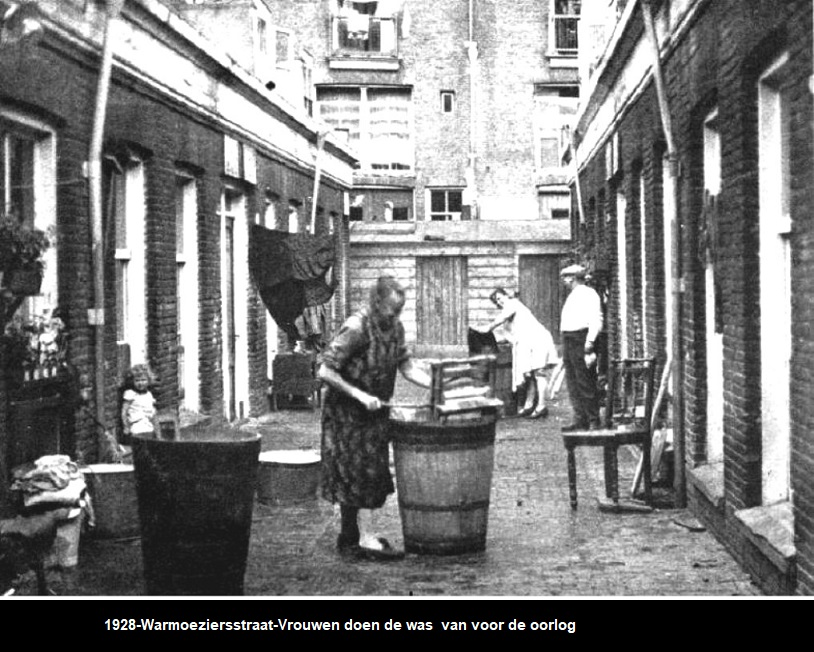 1928-Warmoeziersstraat-Vrouwen doen de was  van voor de oorlog